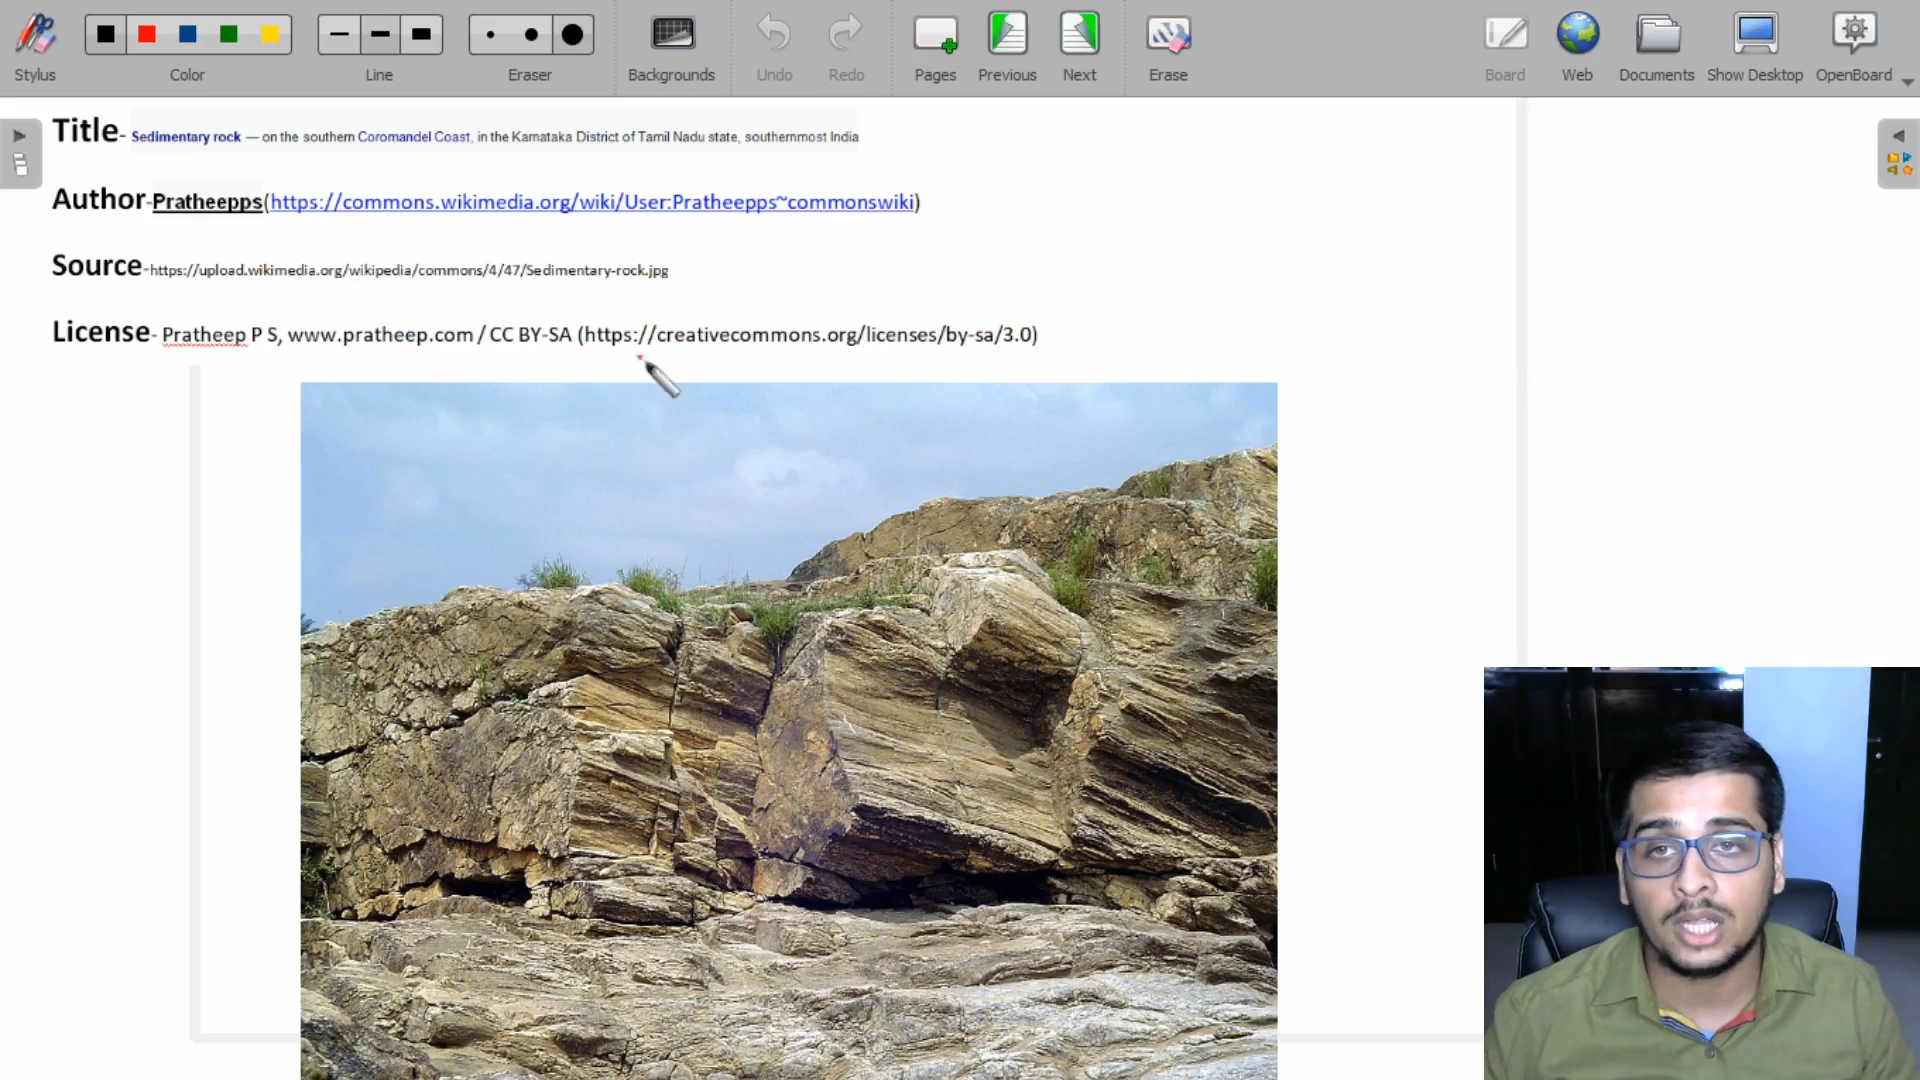 Stylus
Color
Line
Eraser
Backgrounds
Undo
Redo
Pages
Previous
Next
Erase
Board
Web
Documents
Show Desktop
OpenBoard
Title- Sedimentary rock — on the southern Coromandel Coast, in the Karnataka District of Tamil Nadu state, southernmost India
Author-Pratheepps(https://commons.wikimedia.org/wiki/User:Pratheepps~commonswiki)
Source-https://upload.wikimedia.org/wikipedia/commons/4/47/Sedimentary-rock.jpg
License- Pratheep P S, www.pratheep.com / CC BY-SA (https://creativecommons.org/licenses/by-sa/3.0)